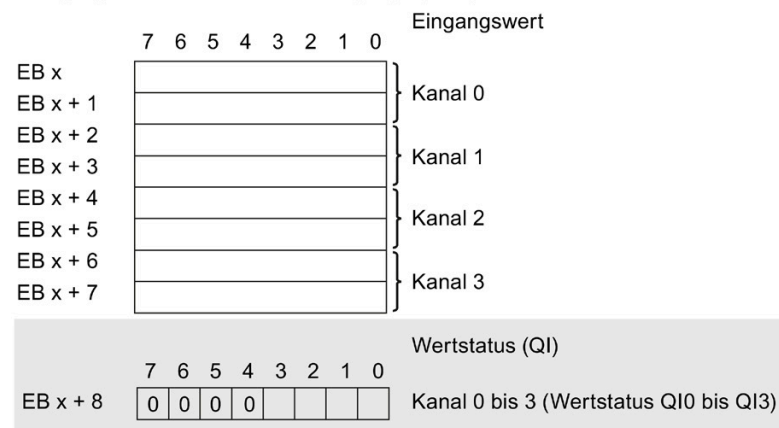 Eingangswert
7 6 5 4 3 2 1 0
EB x
EB x + 1
Kanal 0
EB x + 2
EB x + 3
Kanal 1
EB x + 4
EB x + 5
Kanal 2
EB x + 6
EB x + 7
Kanal 3
Wertstatus (QI)
7 6 5 4 3 2 1 0
EB x + 8 0 0 0 0 Kanal 0 bis 3 (Wertstatus QI0 bis QI3)